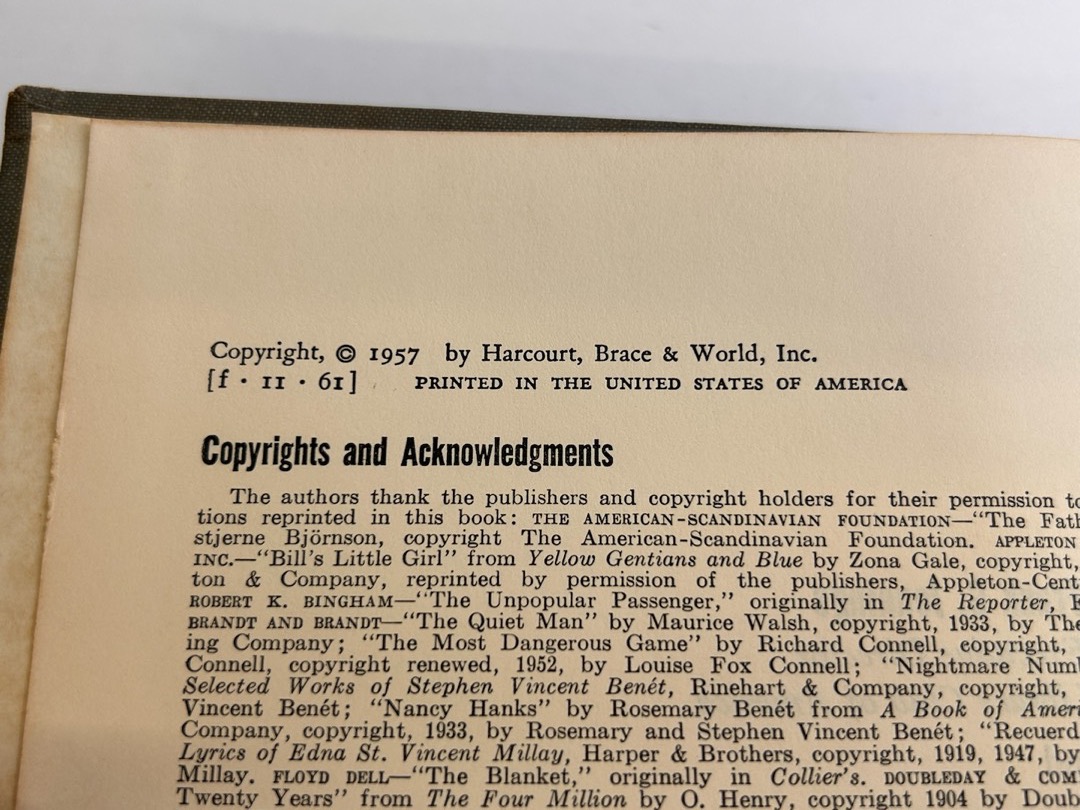 Copyright, © 1957 by Harcourt, Brace & World, Inc.
[f · 11 · 61] PRINTED IN THE UNITED STATES OF AMERICA
Copyrights and Acknowledgments
The authors thank the publishers and copyright holders for their permission
tions reprinted in this book: THE AMERICAN-SCANDINAVIAN FOUNDATION—“The
stjerne Björnson, copyright The American-Scandinavian Foundation. APPLETON
INC.—“Bill’s Little Girl” from Yellow Gentians and Blue by Zona Gale, copyright,
ton & Company, reprinted by permission of the publishers, Appleton-Cent
ROBERT K. BINGHAM—“The Unpopular Passenger,” originally in The Reporter,
BRANDT AND BRANDT—“The Quiet Man” by Maurice Walsh, copyright, 1933, by
ing Company; “The Most Dangerous Game” by Richard Connell, copyright,
Connell, copyright renewed, 1952, by Louise Fox Connell; “Nightmare
Selected Works of Stephen Vincent Benét, Rinehart & Company, copyright,
Vincent Benét; “Nancy Hanks” by Rosemary Benét from A Book of Ameri
Company, copyright, 1933, by Rosemary and Stephen Vincent Benét; “Recuerd
Lyrics of Edna St. Vincent Millay, Harper & Brothers, copyright, 1919, 1947, by
Millay. FLOYD DELL—“The Blanket,” originally in Collier’s. DOUBLEDAY &
Twenty Years” from The Four Million by O. Henry, copyright 1904 by Doub